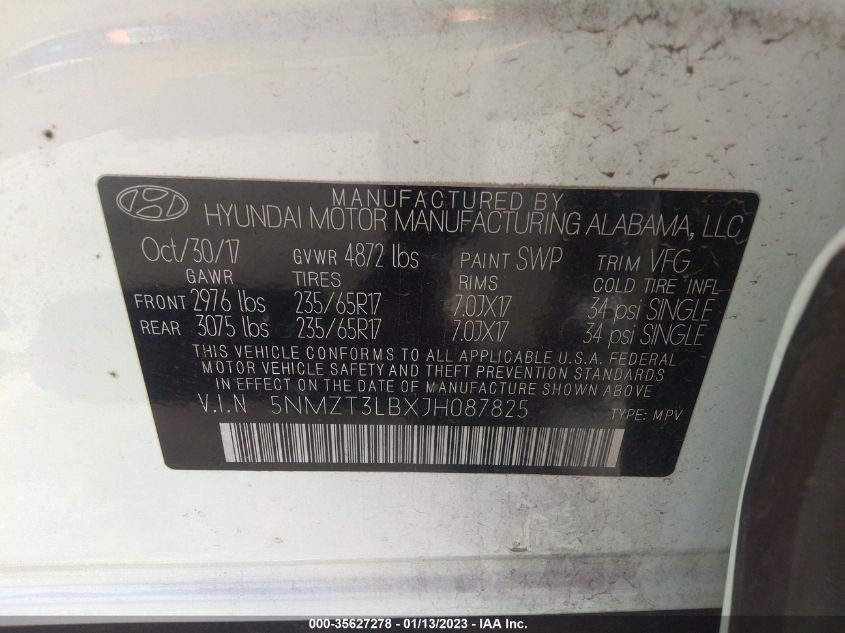 MANUFACTURED BY
HYUNDAI MOTOR MANUFACTURING ALABAMA, LLC
Oct/30/17 GVWR 4872 lbs PAINT SWP TRIM VFG
GAWR TIRES RIMS COLD TIRE INFL
FRONT 2976 lbs 235/65R17 7.0JX17 34 psi SINGLE
REAR 3075 lbs 235/65R17 7.0JX17 34 psi SINGLE
THIS VEHICLE CONFORMS TO ALL APPLICABLE U.S.A. FEDERAL
MOTOR VEHICLE SAFETY AND THEFT PREVENTION STANDARDS
IN EFFECT ON THE DATE OF MANUFACTURE SHOWN ABOVE
V.I.N 5NMZT3LBXJH087825 TYPE: MPV
000-35627278 - 01/13/2023 - IAA Inc.